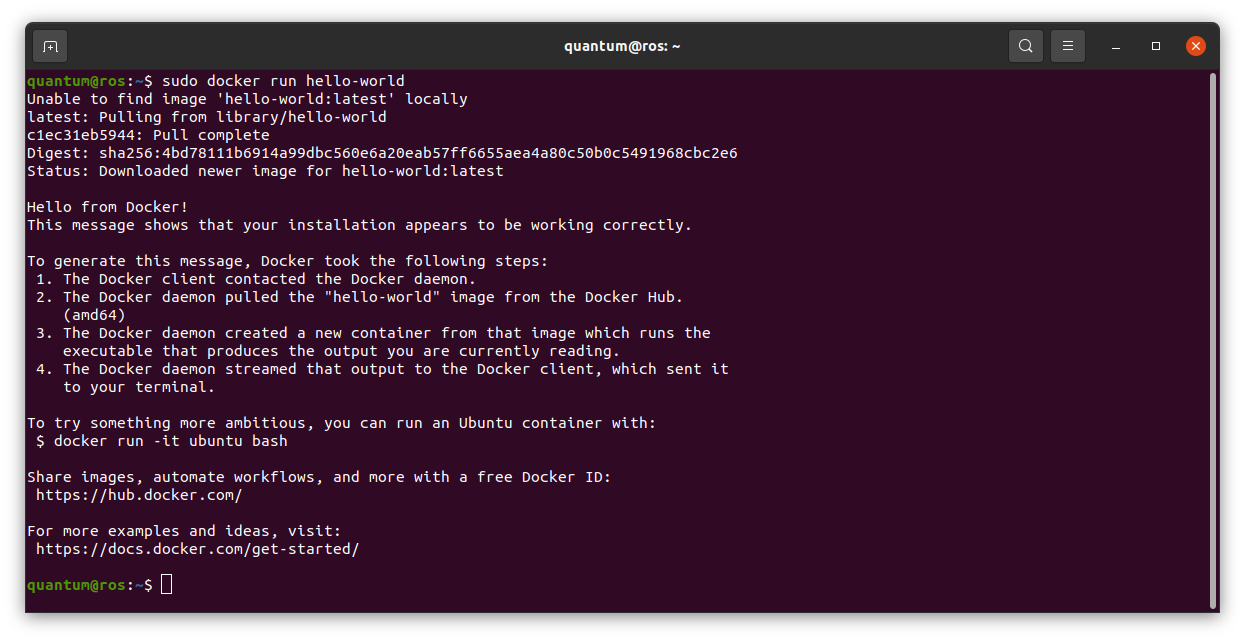 quantum@ros: ~
quantum@ros:~$ sudo docker run hello-world
Unable to find image 'hello-world:latest' locally
latest: Pulling from library/hello-world
c1ec31eb5944: Pull complete
Digest: sha256:4bd78111b6914a99dbc560e6a20eab57ff6655aea4a80c50b0c5491968cbc2e6
Status: Downloaded newer image for hello-world:latest

Hello from Docker!
This message shows that your installation appears to be working correctly.

To generate this message, Docker took the following steps:
 1. The Docker client contacted the Docker daemon.
 2. The Docker daemon pulled the "hello-world" image from the Docker Hub.
    (amd64)
 3. The Docker daemon created a new container from that image which runs the
    executable that produces the output you are currently reading.
 4. The Docker daemon streamed that output to the Docker client, which sent it
    to your terminal.

To try something more ambitious, you can run an Ubuntu container with:
 $ docker run -it ubuntu bash

Share images, automate workflows, and more with a free Docker ID:
 https://hub.docker.com/

For more examples and ideas, visit:
 https://docs.docker.com/get-started/

quantum@ros:~$